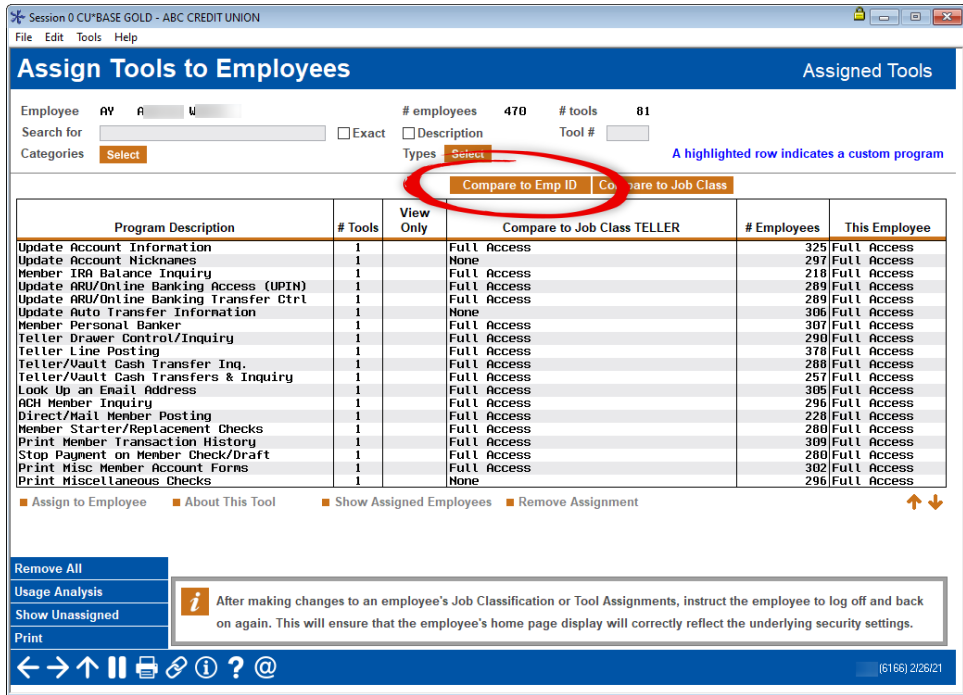 Session 0 CU*BASE GOLD - ABC CREDIT UNION
File Edit Tools Help
Assign Tools to Employees
Assigned Tools
Employee AY A W # employees 470 # tools 81
Search for Exact Description Tool #
Categories Select Types Select A highlighted row indicates a custom program
Compare to Emp ID Compare to Job Class
Program Description # Tools View Only Compare to Job Class TELLER # Employees This Employee
Update Account Information 1 Full Access 325 Full Access
Update Account Nicknames 1 None 297 Full Access
Member IRA Balance Inquiry 1 Full Access 218 Full Access
Update ARU/Online Banking Access (UPIN) 1 Full Access 289 Full Access
Update ARU/Online Banking Transfer Ctrl 1 Full Access 289 Full Access
Update Auto Transfer Information 1 None 306 Full Access
Member Personal Banker 1 Full Access 307 Full Access
Teller Drawer Control/Inquiry 1 Full Access 290 Full Access
Teller Line Posting 1 Full Access 378 Full Access
Teller/Vault Cash Transfer Inq. 1 Full Access 288 Full Access
Teller/Vault Cash Transfers & Inquiry 1 Full Access 257 Full Access
Look Up an Email Address 1 Full Access 305 Full Access
ACH Member Inquiry 1 Full Access 296 Full Access
Direct/Mail Member Posting 1 Full Access 228 Full Access
Member Starter/Replacement Checks 1 Full Access 280 Full Access
Print Member Transaction History 1 Full Access 309 Full Access
Stop Payment on Member Check/Draft 1 Full Access 280 Full Access
Print Misc Member Account Forms 1 Full Access 302 Full Access
Print Miscellaneous Checks 1 None 296 Full Access
Assign to Employee About This Tool Show Assigned Employees Remove Assignment
Remove All
Usage Analysis
Show Unassigned
Print
After making changes to an employee's Job Classification or Tool Assignments, instruct the employee to log off and back
on again. This will ensure that the employee's home page display will correctly reflect the underlying security settings.
(6166) 2/26/21